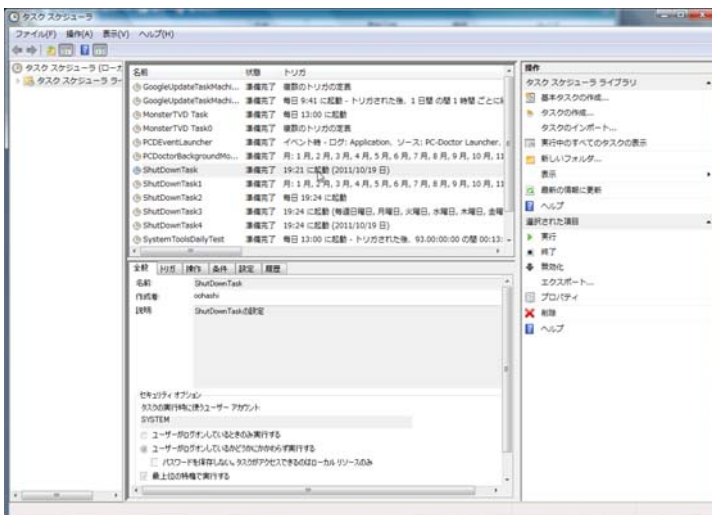 タスク スケジューラ
ファイル(F) 操作(A) 表示(V) ヘルプ(H)
タスク スケジューラ (ローカ
タスク スケジューラ ラー
名前 状態 トリガ
GoogleUpdateTaskMachi... 準備完了 複数のトリガの定義
GoogleUpdateTaskMachi... 準備完了 毎日 9:41 に起動 - トリガされた後、1 日間 の間 1 時間 ごとに
MonsterTVD Task 準備完了 毎日 13:00 に起動
MonsterTVD Task0 準備完了 複数のトリガの定義
PCDEventLauncher 準備完了 イベント時 - ログ: Application、ソース: PC-Doctor Launcher、
PCDoctorBackgroundMo... 準備完了 月: 1 月, 2 月, 3 月, 4 月, 5 月, 6 月, 7 月, 8 月, 9 月, 10 月, 11
ShutDownTask 準備完了 19:21 に起動 (2011/10/19 日)
ShutDownTask1 準備完了 月: 1 月, 2 月, 3 月, 4 月, 5 月, 6 月, 7 月, 8 月, 9 月, 10 月, 11
ShutDownTask2 準備完了 毎日 19:24 に起動
ShutDownTask3 準備完了 19:24 に起動 (毎週日曜日, 月曜日, 火曜日, 水曜日, 木曜日, 金曜
ShutDownTask4 準備完了 19:24 に起動 (2011/10/19 日)
SystemToolsDailyTest 準備完了 毎日 13:00 に起動 - トリガされた後、93.00:00:00 の間 00:13:
全般 トリガ 操作 条件 設定 履歴
名前 ShutDownTask
作成者 oohashi
説明 ShutDownTaskの設定
セキュリティ オプション
タスクの実行時に使うユーザー アカウント
SYSTEM
ユーザーがログオンしているときのみ実行する
ユーザーがログオンしているかどうかにかかわらず実行する
パスワードを保存しない。タスクがアクセスできるのはローカル リソースのみ
最上位の特権で実行する
操作
タスク スケジューラ ライブラリ
基本タスクの作成...
タスクの作成...
タスクのインポート...
実行中のすべてのタスクの表示
新しいフォルダー...
表示
最新の情報に更新
ヘルプ
選択された項目
実行
終了
無効化
エクスポート...
プロパティ
削除
ヘルプ